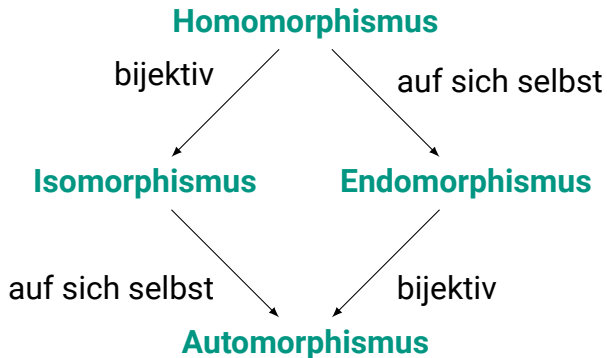 Homomorphismus
bijektiv
auf sich selbst
Isomorphismus
Endomorphismus
auf sich selbst
bijektiv
Automorphismus